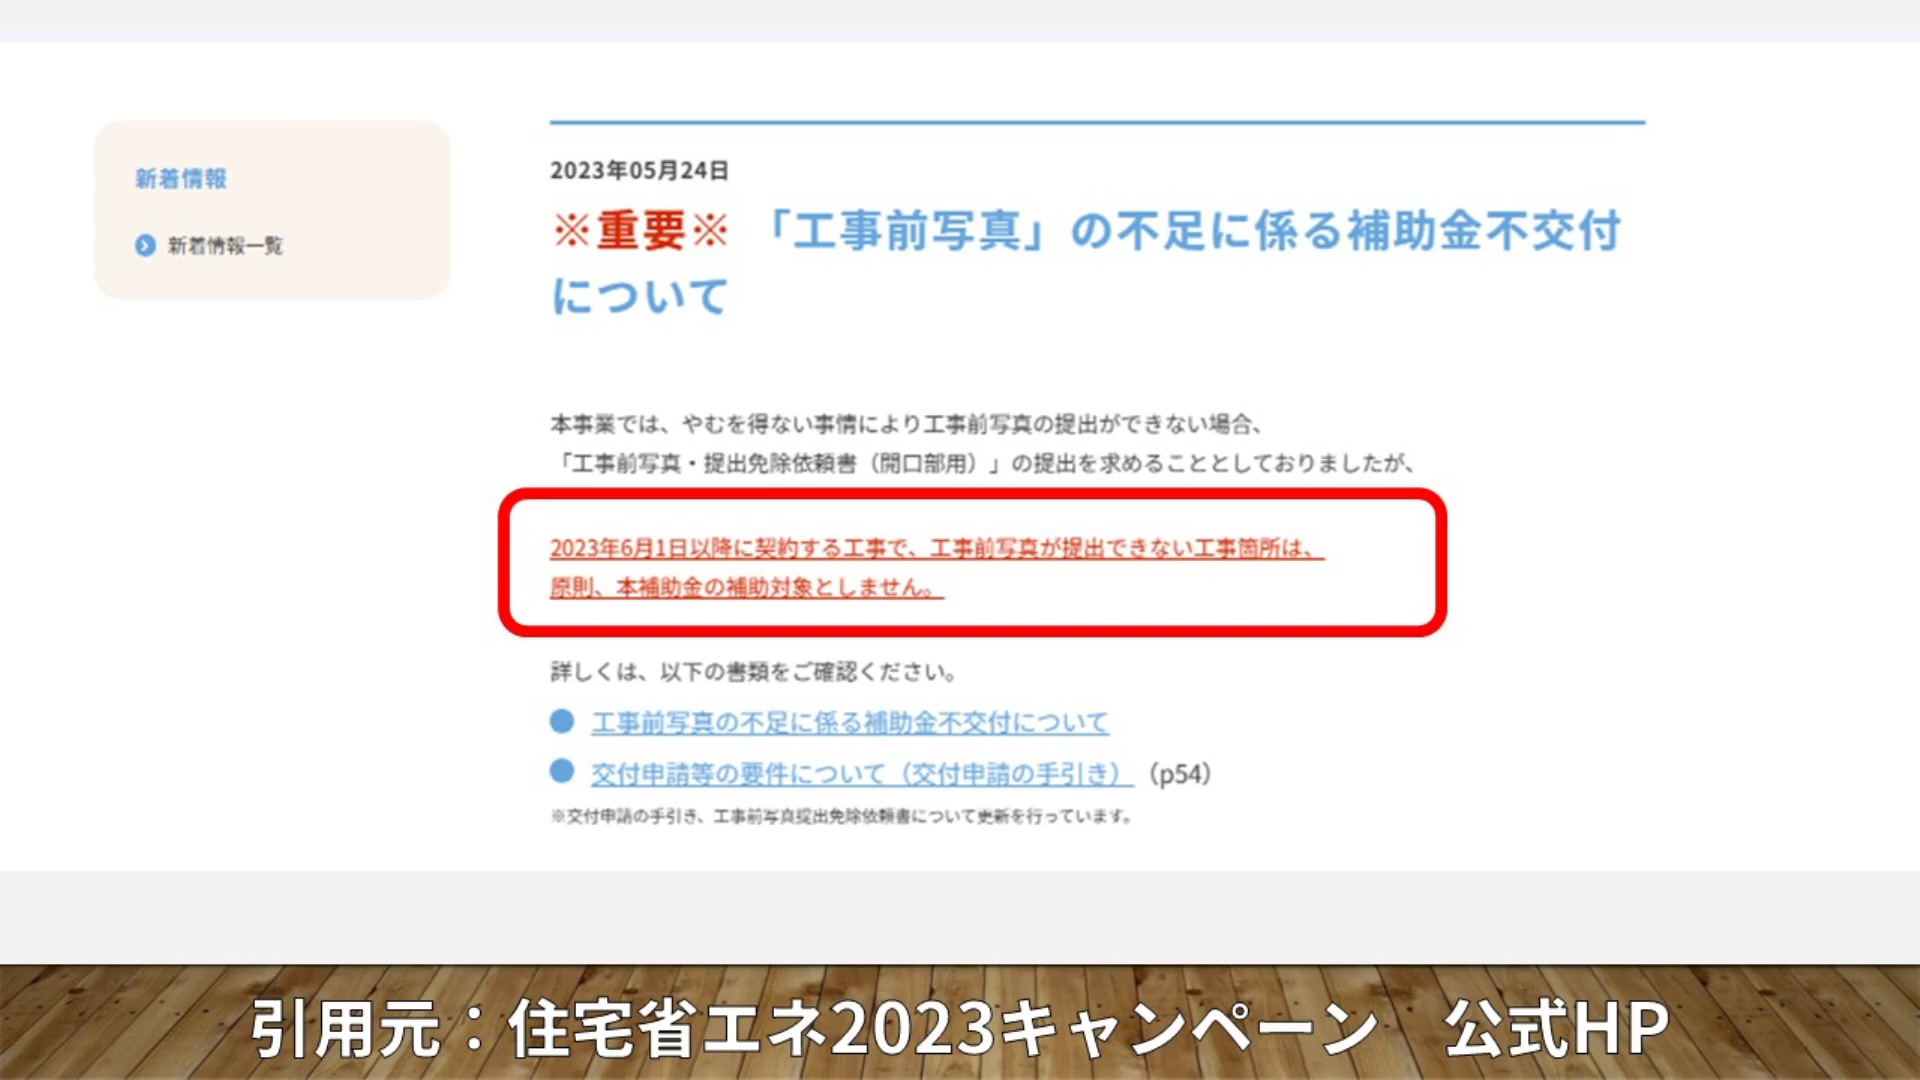 新着情報
新着情報一覧
2023年05月24日
※重要※ 「工事前写真」の不足に係る補助金不交付
について
本事業では、やむを得ない事情により工事前写真の提出ができない場合、
「工事前写真・提出免除依頼書（開口部用）」の提出を求めることとしておりましたが、
2023年6月1日以降に契約する工事で、工事前写真が提出できない工事箇所は、
原則、本補助金の補助対象としません。
詳しくは、以下の書類をご確認ください。
● 工事前写真の不足に係る補助金不交付について
● 交付申請等の要件について（交付申請の手引き）（p54）
※交付申請の手引き、工事前写真提出免除依頼書について更新を行っています。
引用元：住宅省エネ2023キャンペーン　公式HP